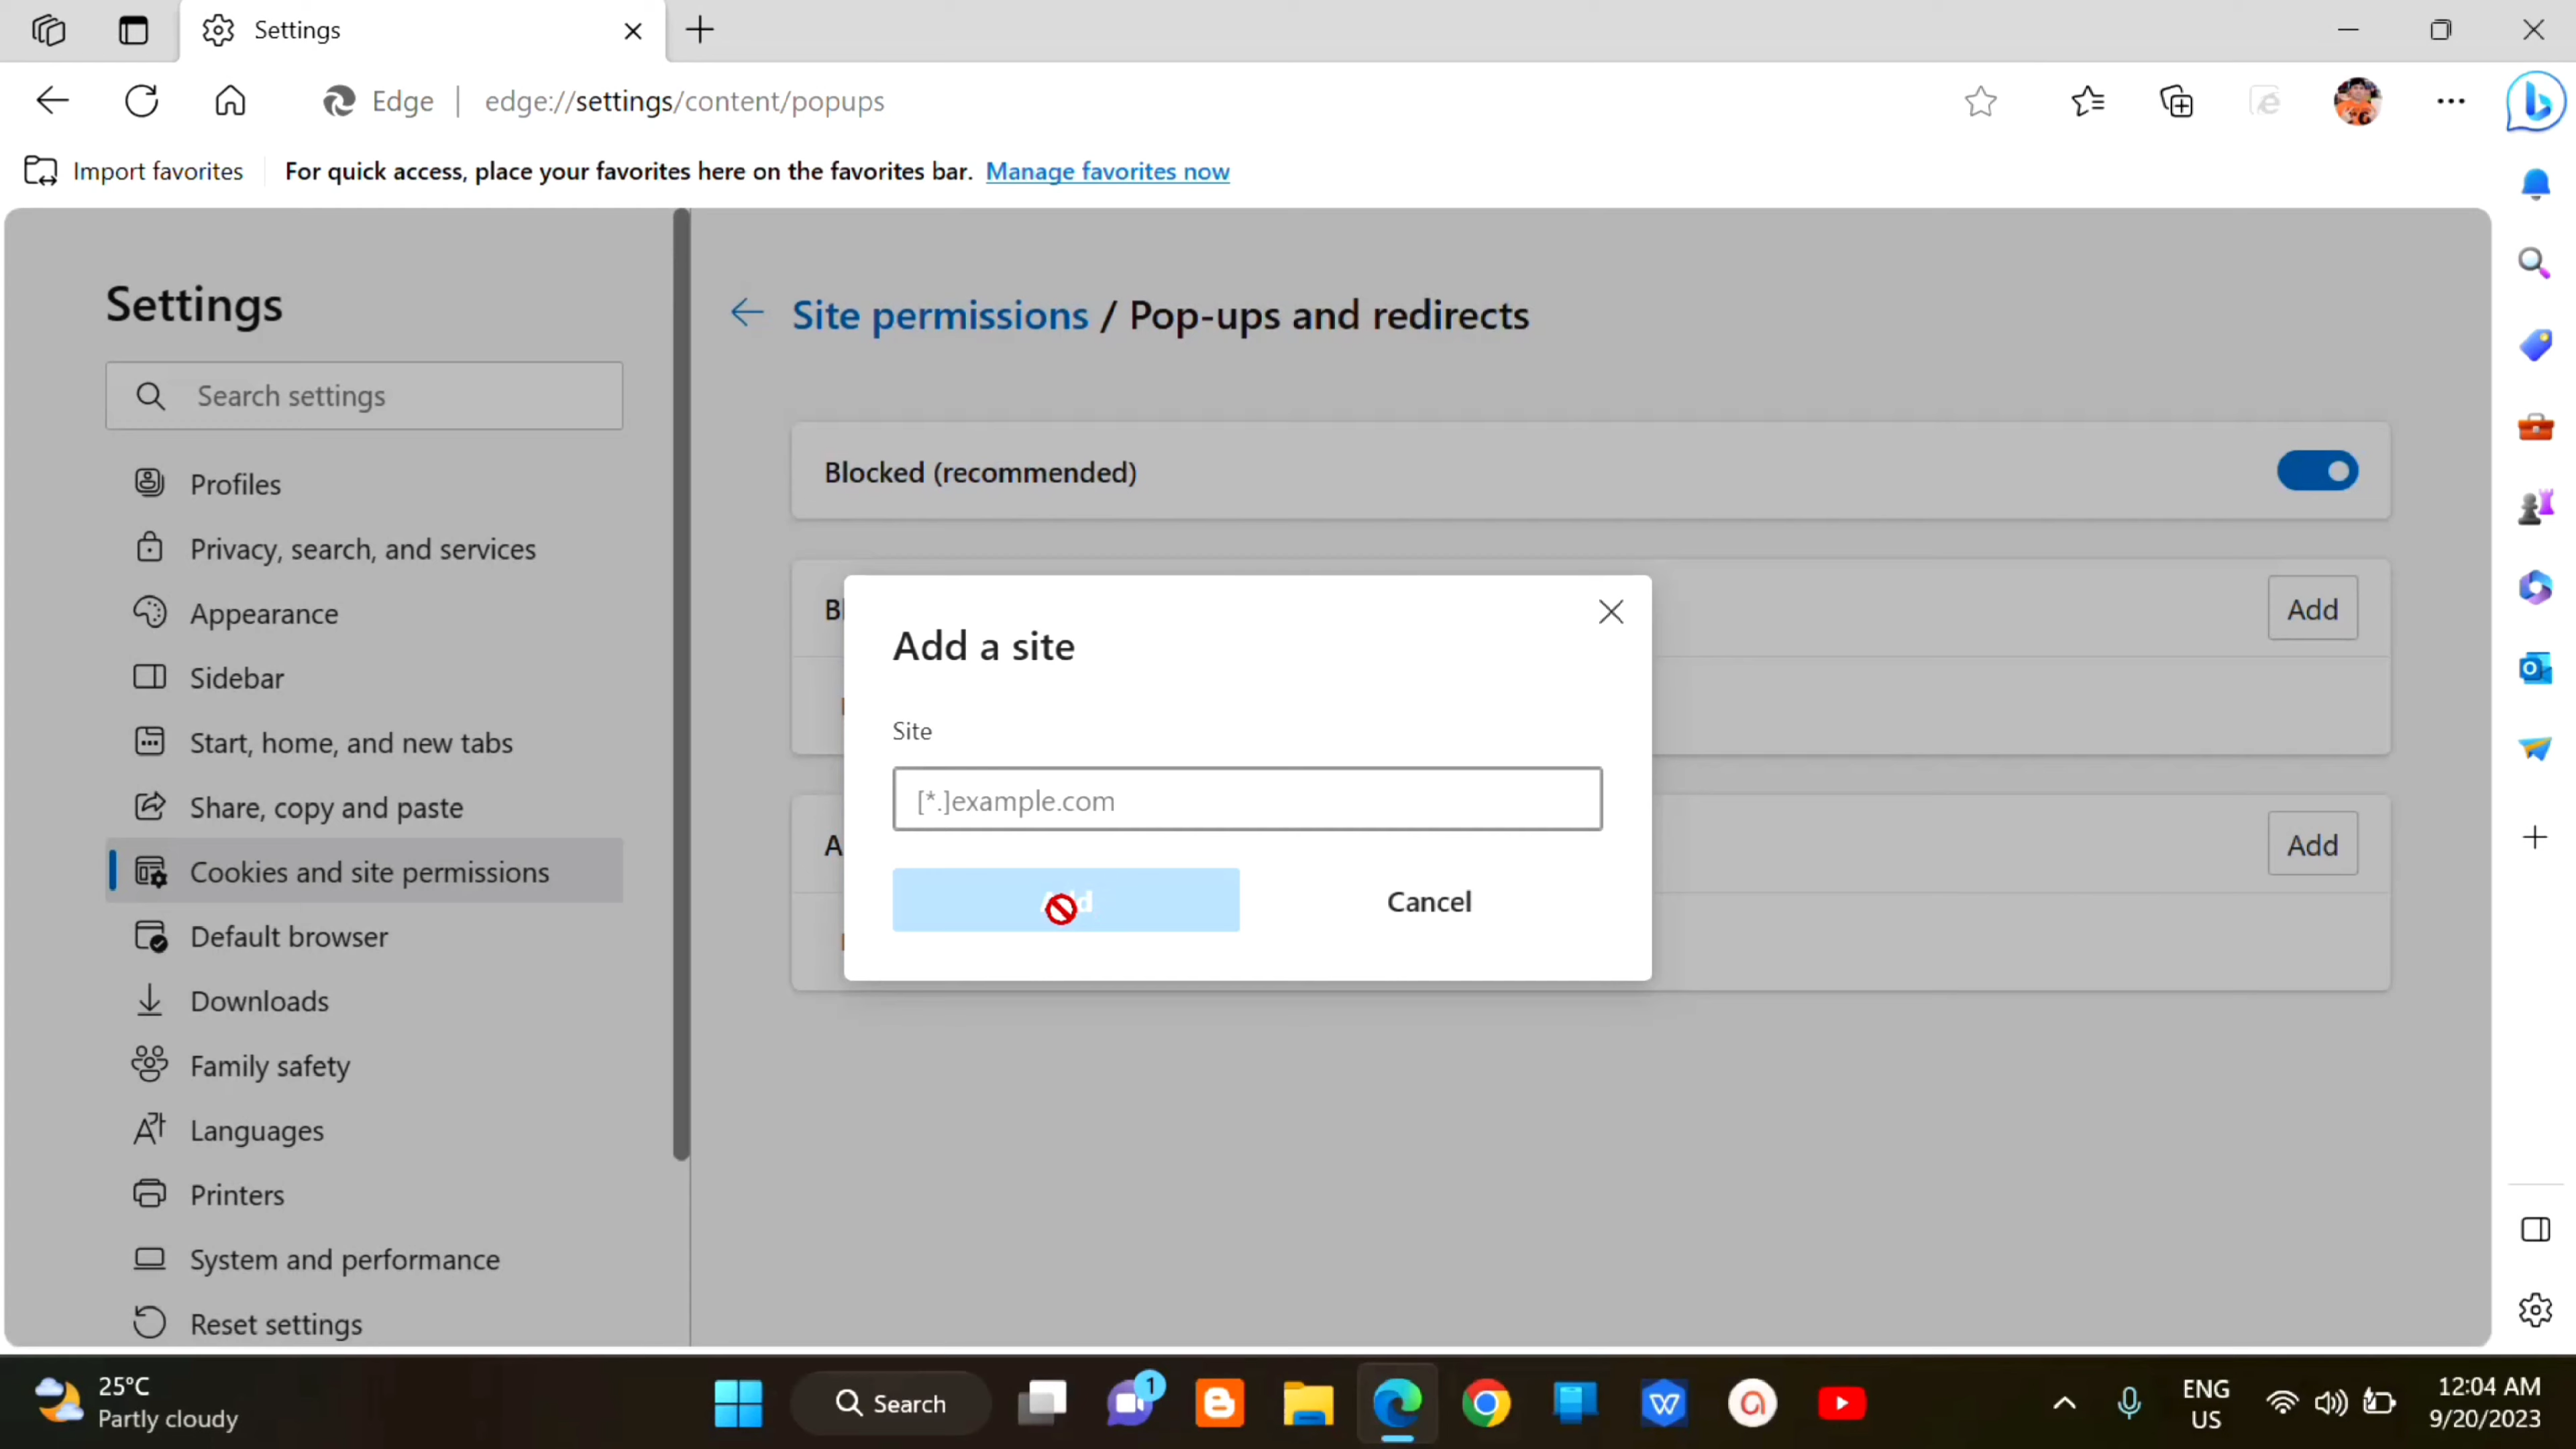 Settings
Edge
edge://settings/content/popups
Import favorites
For quick access, place your favorites here on the favorites bar. Manage favorites now
Settings
Search settings
Profiles
Privacy, search, and services
Appearance
Sidebar
Start, home, and new tabs
Share, copy and paste
Cookies and site permissions
Default browser
Downloads
Family safety
Languages
Printers
System and performance
Reset settings
Site permissions / Pop-ups and redirects
Blocked (recommended)
Add
Add
Add a site
Site
[*.]example.com
Cancel
25°C
Partly cloudy
Search
1
ENG
US
12:04 AM
9/20/2023